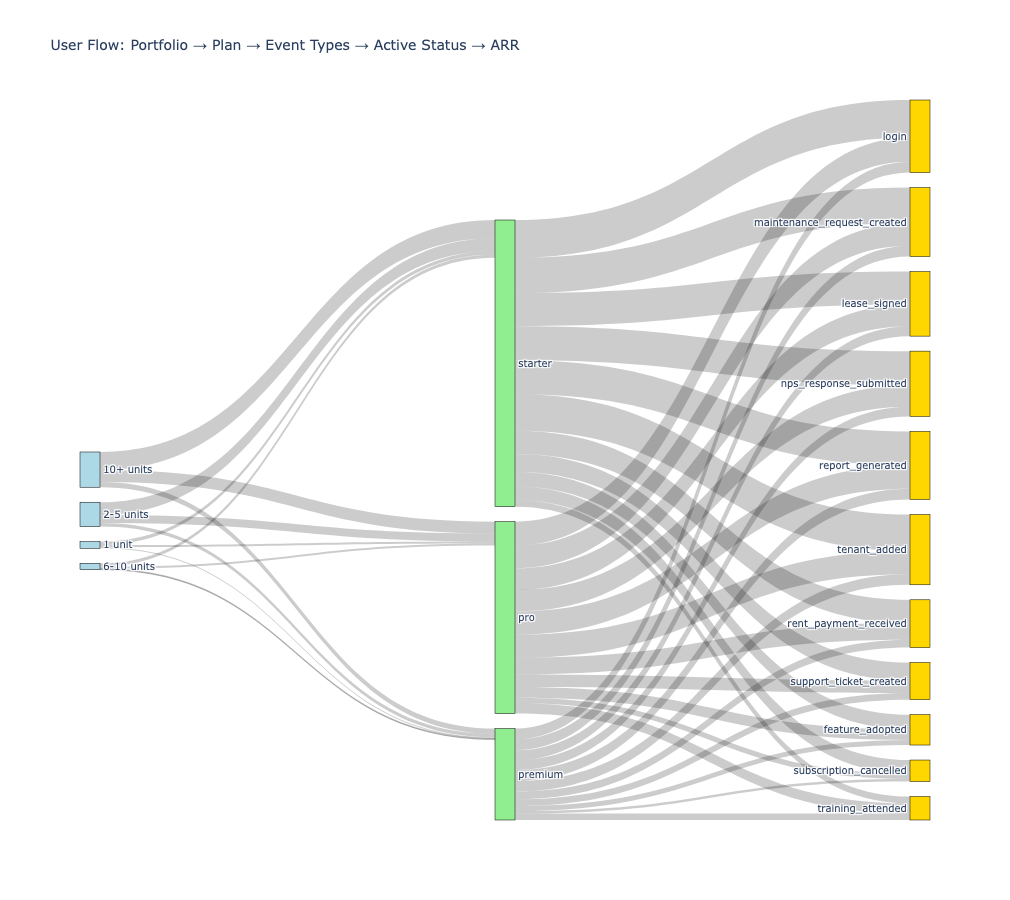 User Flow: Portfolio → Plan → Event Types → Active Status → ARR
10+ units
2-5 units
1 unit
6-10 units
starter
pro
premium
login
maintenance_request_created
lease_signed
nps_response_submitted
report_generated
tenant_added
rent_payment_received
support_ticket_created
feature_adopted
subscription_cancelled
training_attended